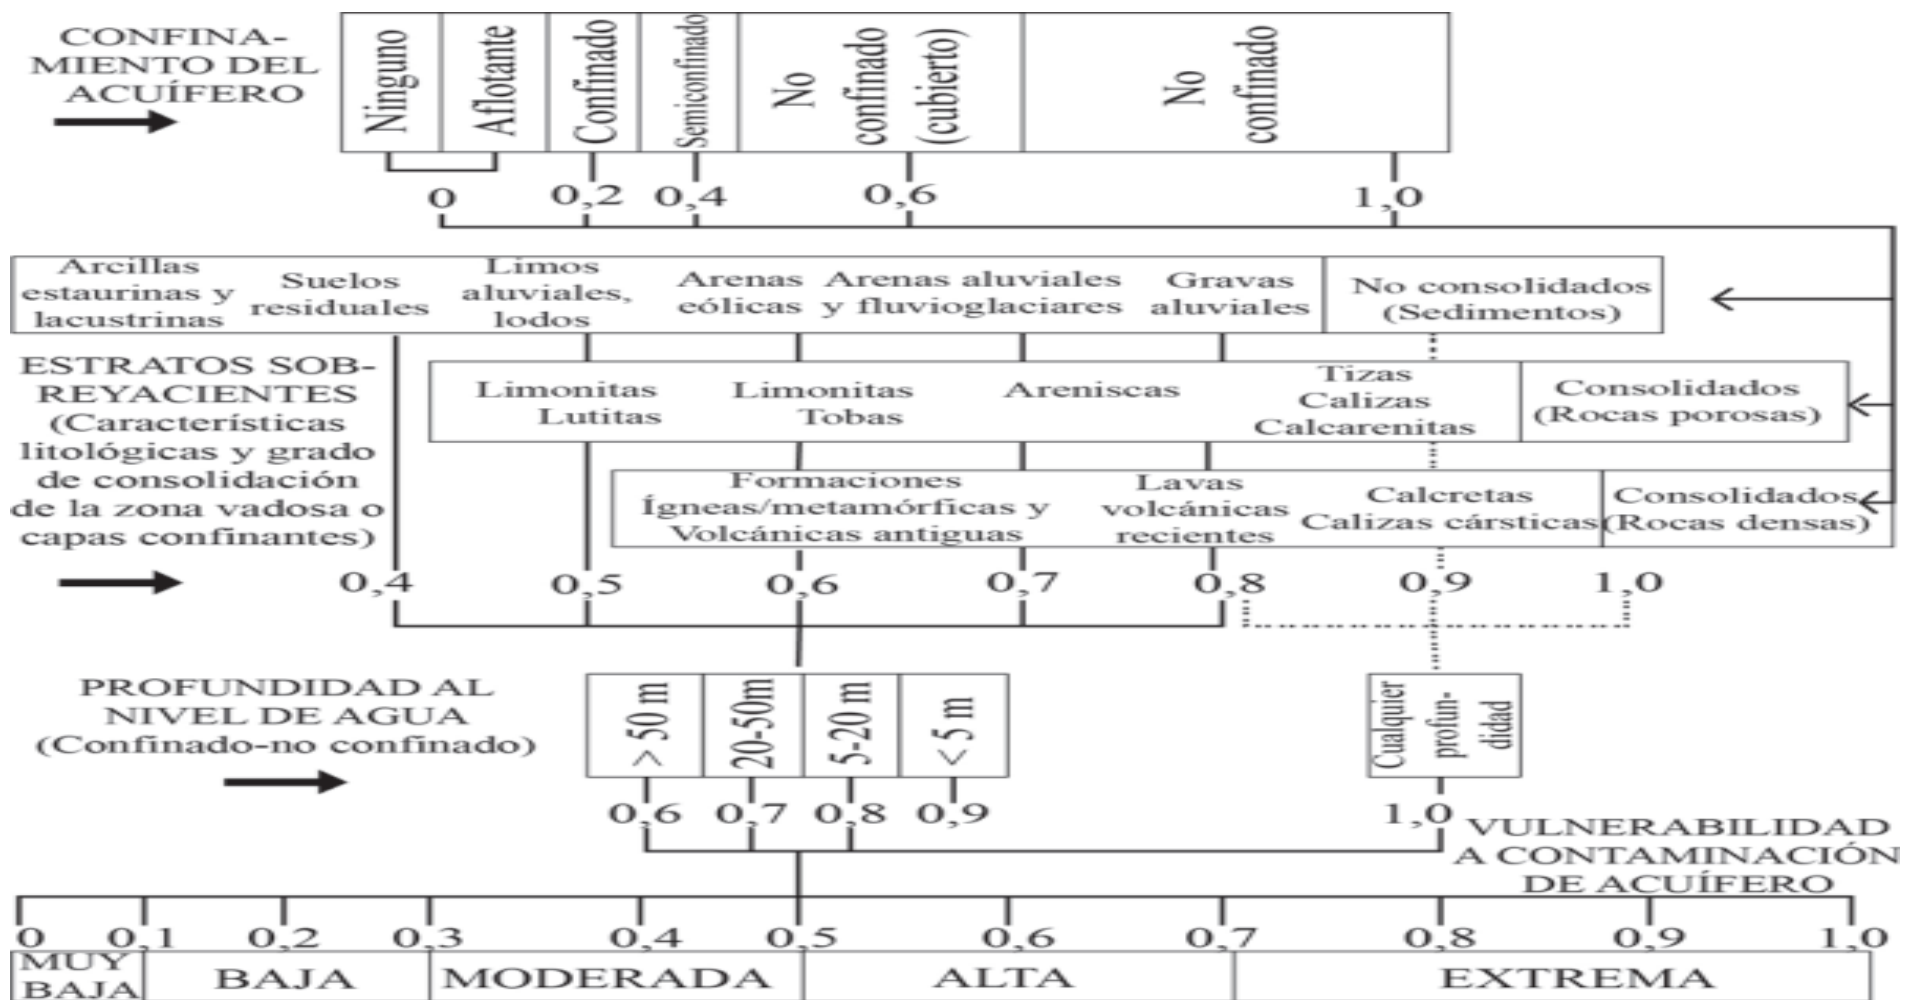 CONFINA-
MIENTO DEL
ACUÍFERO
Ninguno
Aflotante
Confinado
Semiconfinado
No
confinado
(cubierto)
No
confinado
0 0,2 0,4 0,6 1,0
Arcillas
estaurinas y
lacustrinas
Suelos
residuales
Limos
aluviales,
lodos
Arenas
eólicas
Arenas aluviales
y fluvioglaciares
Gravas
aluviales
No consolidados
(Sedimentos)
ESTRATOS SOB-
REYACIENTES
(Características
litológicas y grado
de consolidación
de la zona vadosa o
capas confinantes)
Limonitas
Lutitas
Limonitas
Tobas
Areniscas
Tizas
Calizas
Calcarenitas
Consolidados
(Rocas porosas)
Formaciones
Ígneas/metamórficas y
Volcánicas antiguas
Lavas
volcánicas
recientes
Calcretas
Calizas cársticas
Consolidados
(Rocas densas)
0,4 0,5 0,6 0,7 0,8 0,9 1,0
PROFUNDIDAD AL
NIVEL DE AGUA
(Confinado-no confinado)
> 50 m
20-50m
5-20 m
< 5 m
Cualquier
profun-
didad
0,6 0,7 0,8 0,9 1,0
VULNERABILIDAD
A CONTAMINACIÓN
DE ACUÍFERO
0 0,1 0,2 0,3 0,4 0,5 0,6 0,7 0,8 0,9 1,0
MUY
BAJA
BAJA
MODERADA
ALTA
EXTREMA